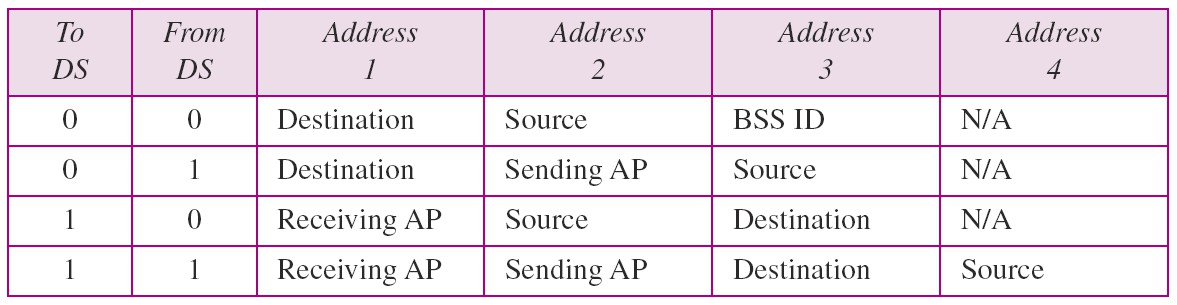 To DS From DS Address 1 Address 2 Address 3 Address 4
0 0 Destination Source BSS ID N/A
0 1 Destination Sending AP Source N/A
1 0 Receiving AP Source Destination N/A
1 1 Receiving AP Sending AP Destination Source